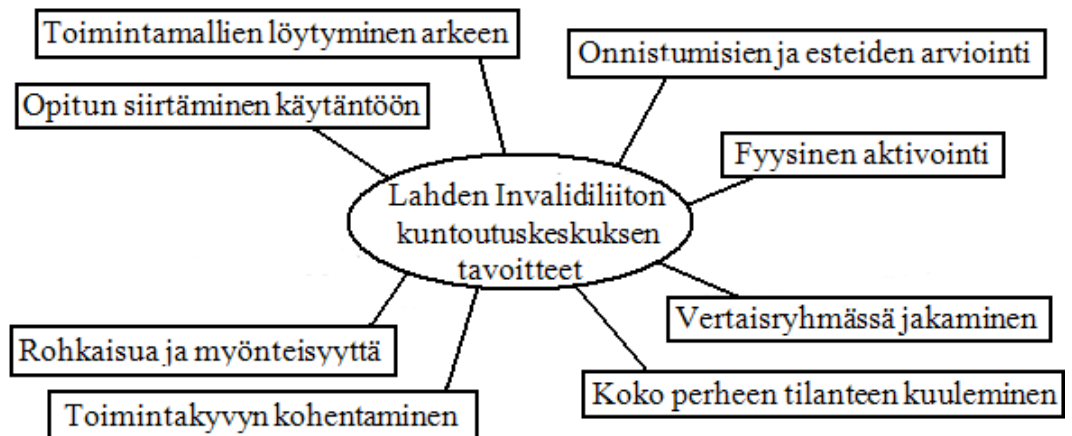 Toimintamallien löytyminen arkeen
Onnistumisien ja esteiden arviointi
Opitun siirtäminen käytäntöön
Fyysinen aktivointi
Lahden Invalidiliiton
kuntoutuskeskuksen
tavoitteet
Vertaisryhmässä jakaminen
Rohkaisua ja myönteisyyttä
Koko perheen tilanteen kuuleminen
Toimintakyvyn kohentaminen